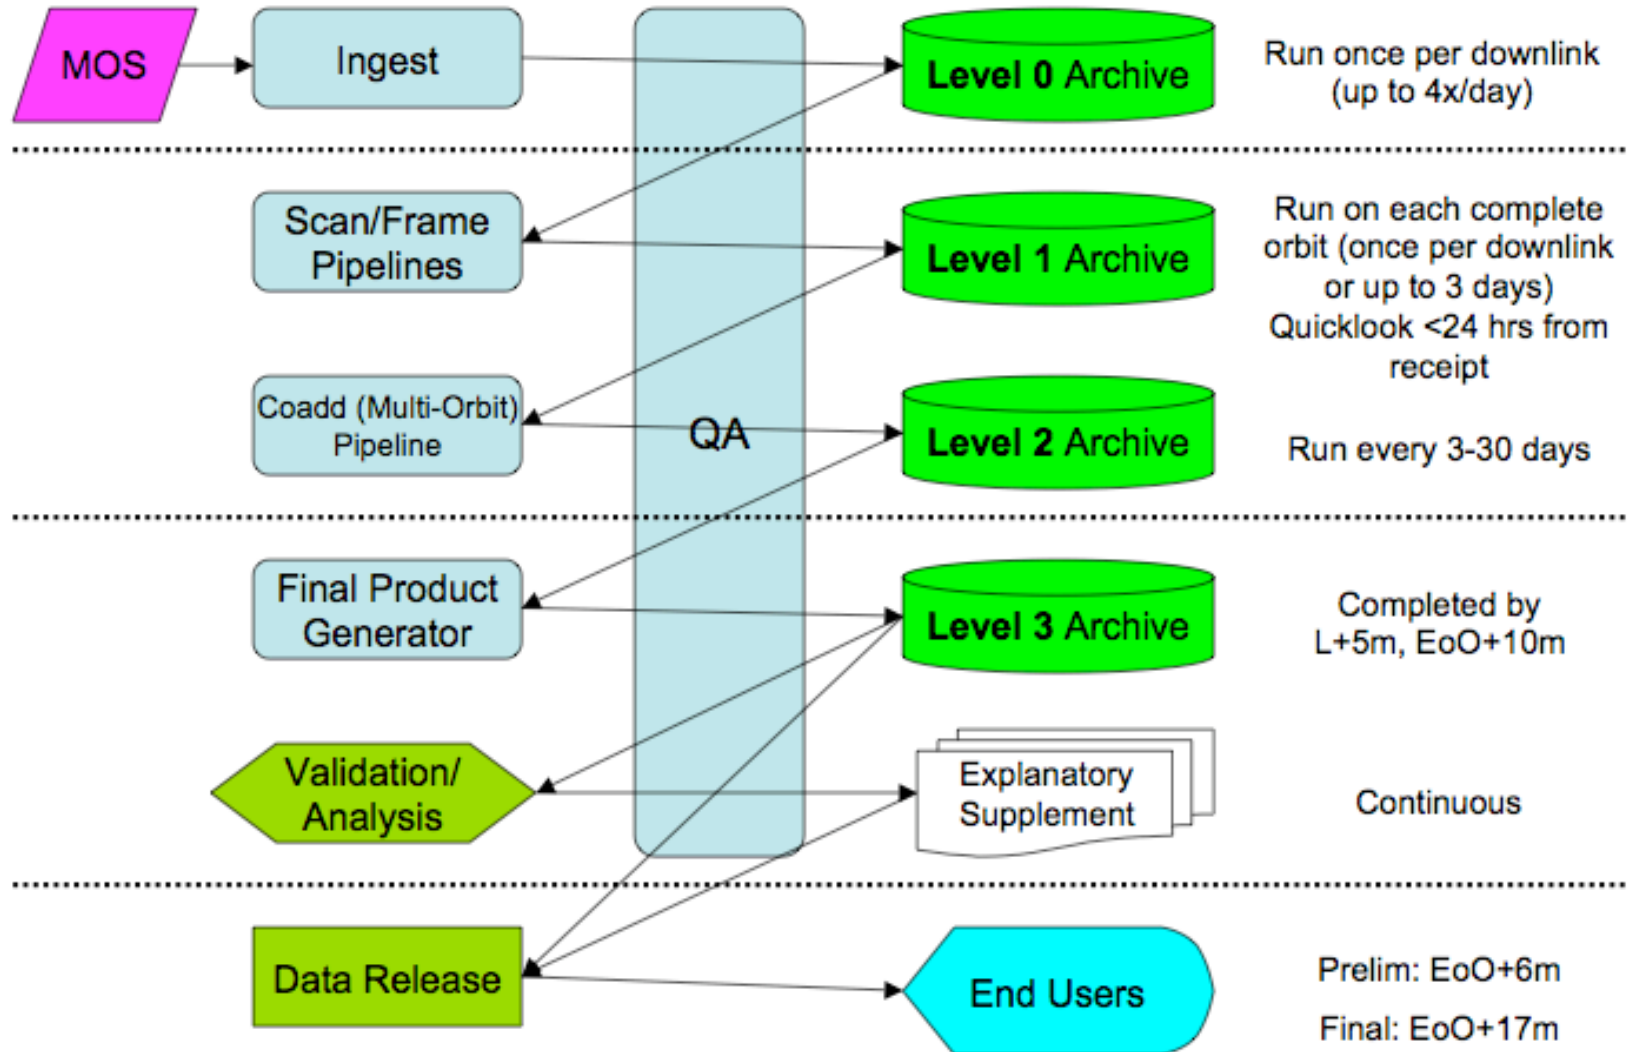 MOS
Ingest
Level 0 Archive
Run once per downlink
(up to 4x/day)
Scan/Frame
Pipelines
Level 1 Archive
Run on each complete
orbit (once per downlink
or up to 3 days)
Quicklook <24 hrs from
receipt
Coadd (Multi-Orbit)
Pipeline
QA
Level 2 Archive
Run every 3-30 days
Final Product
Generator
Level 3 Archive
Completed by
L+5m, EoO+10m
Validation/
Analysis
Explanatory
Supplement
Continuous
Data Release
End Users
Prelim: EoO+6m
Final: EoO+17m